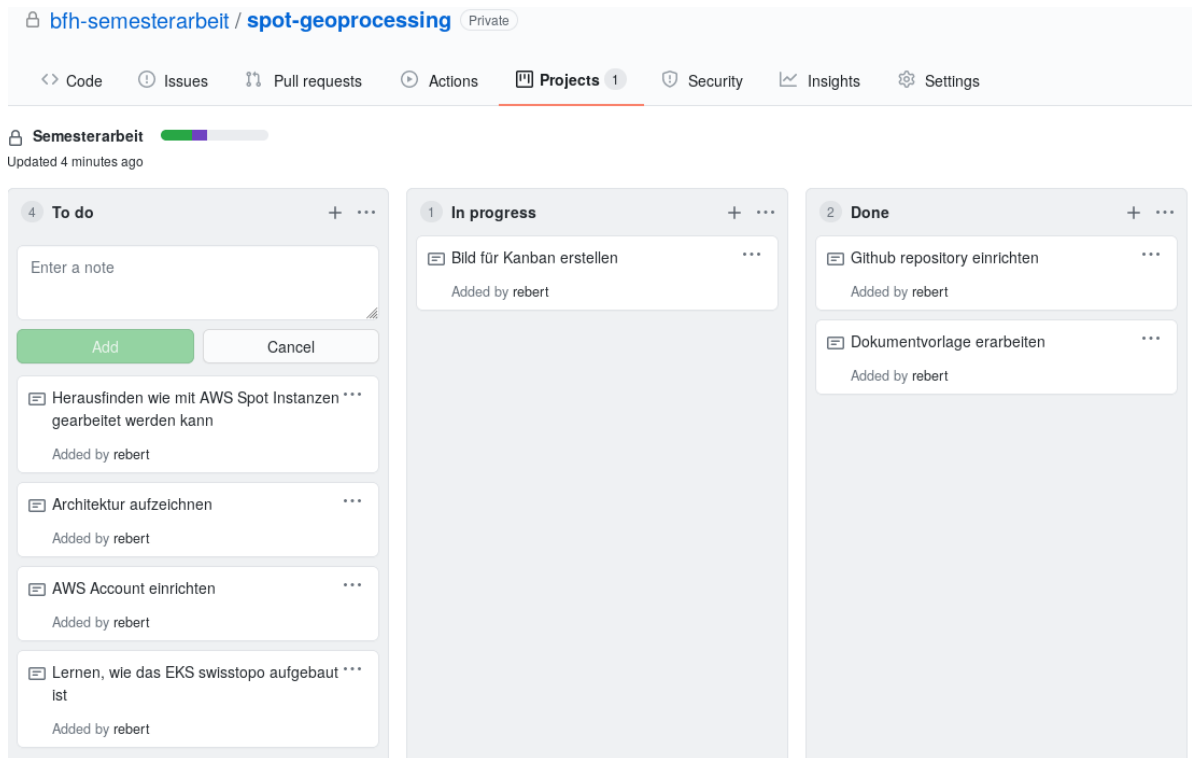 bfh-semesterarbeit / spot-geoprocessing Private
Code Issues Pull requests Actions Projects 1 Security Insights Settings
Semesterarbeit
Updated 4 minutes ago
4 To do
Enter a note
Add Cancel
Herausfinden wie mit AWS Spot Instanzen
gearbeitet werden kann
Added by rebert
Architektur aufzeichnen
Added by rebert
AWS Account einrichten
Added by rebert
Lernen, wie das EKS swisstopo aufgebaut
ist
Added by rebert
1 In progress
Bild für Kanban erstellen
Added by rebert
2 Done
Github repository einrichten
Added by rebert
Dokumentvorlage erarbeiten
Added by rebert